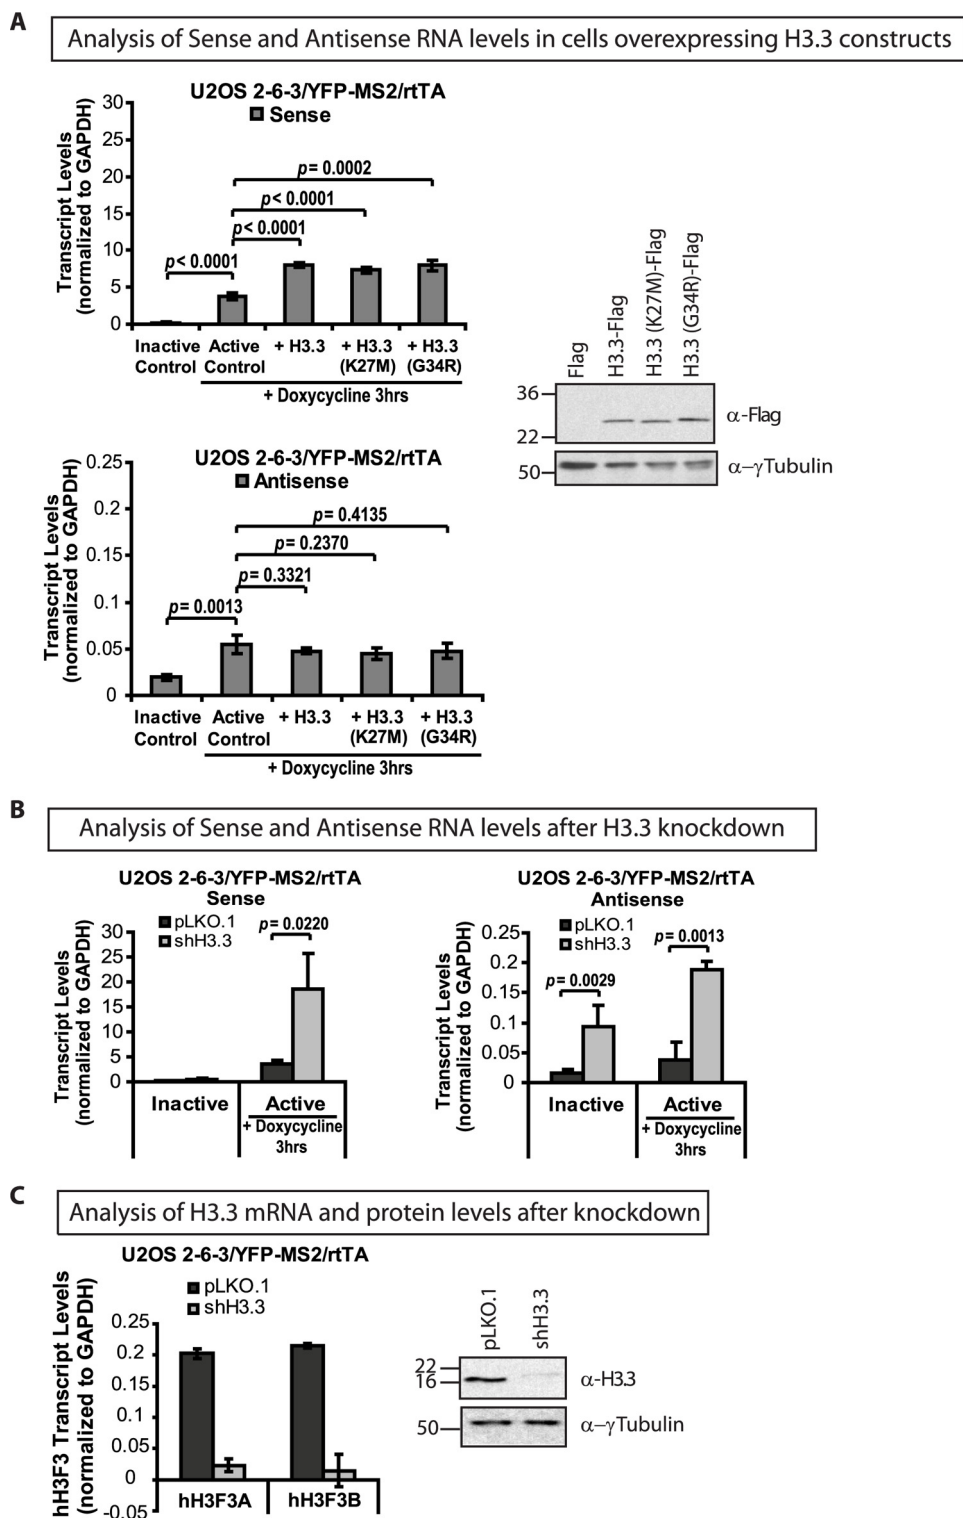 A
Analysis of Sense and Antisense RNA levels in cells overexpressing H3.3 constructs
U2OS 2-6-3/YFP-MS2/rtTA
Sense
Transcript Levels
(normalized to GAPDH)
30
25
20
15
10
5
0
p< 0.0001
p< 0.0001
p< 0.0001
p= 0.0002
Inactive Control
Active Control
+ H3.3
+ H3.3 (K27M)
+ H3.3 (G34R)
+ Doxycycline 3hrs
Flag
H3.3-Flag
H3.3 (K27M)-Flag
H3.3 (G34R)-Flag
36
22
α-Flag
50
α-γTubulin
U2OS 2-6-3/YFP-MS2/rtTA
Antisense
Transcript Levels
(normalized to GAPDH)
0.25
0.2
0.15
0.1
0.05
0
p= 0.4135
p= 0.2370
p= 0.3321
p= 0.0013
Inactive Control
Active Control
+ H3.3
+ H3.3 (K27M)
+ H3.3 (G34R)
+ Doxycycline 3hrs
B
Analysis of Sense and Antisense RNA levels after H3.3 knockdown
U2OS 2-6-3/YFP-MS2/rtTA
Sense
pLKO.1
shH3.3
Transcript Levels
(normalized to GAPDH)
30
25
20
15
10
5
0
p= 0.0220
Inactive
Active
+ Doxycycline
3hrs
U2OS 2-6-3/YFP-MS2/rtTA
Antisense
pLKO.1
shH3.3
Transcript Levels
(normalized to GAPDH)
0.25
0.2
0.15
0.1
0.05
0
p= 0.0029
p= 0.0013
Inactive
Active
+ Doxycycline
3hrs
C
Analysis of H3.3 mRNA and protein levels after knockdown
U2OS 2-6-3/YFP-MS2/rtTA
pLKO.1
shH3.3
hH3F3 Transcript Levels
(normalized to GAPDH)
0.25
0.2
0.15
0.1
0.05
0
-0.05
hH3F3A
hH3F3B
pLKO.1
shH3.3
22
16
α-H3.3
50
α-γTubulin